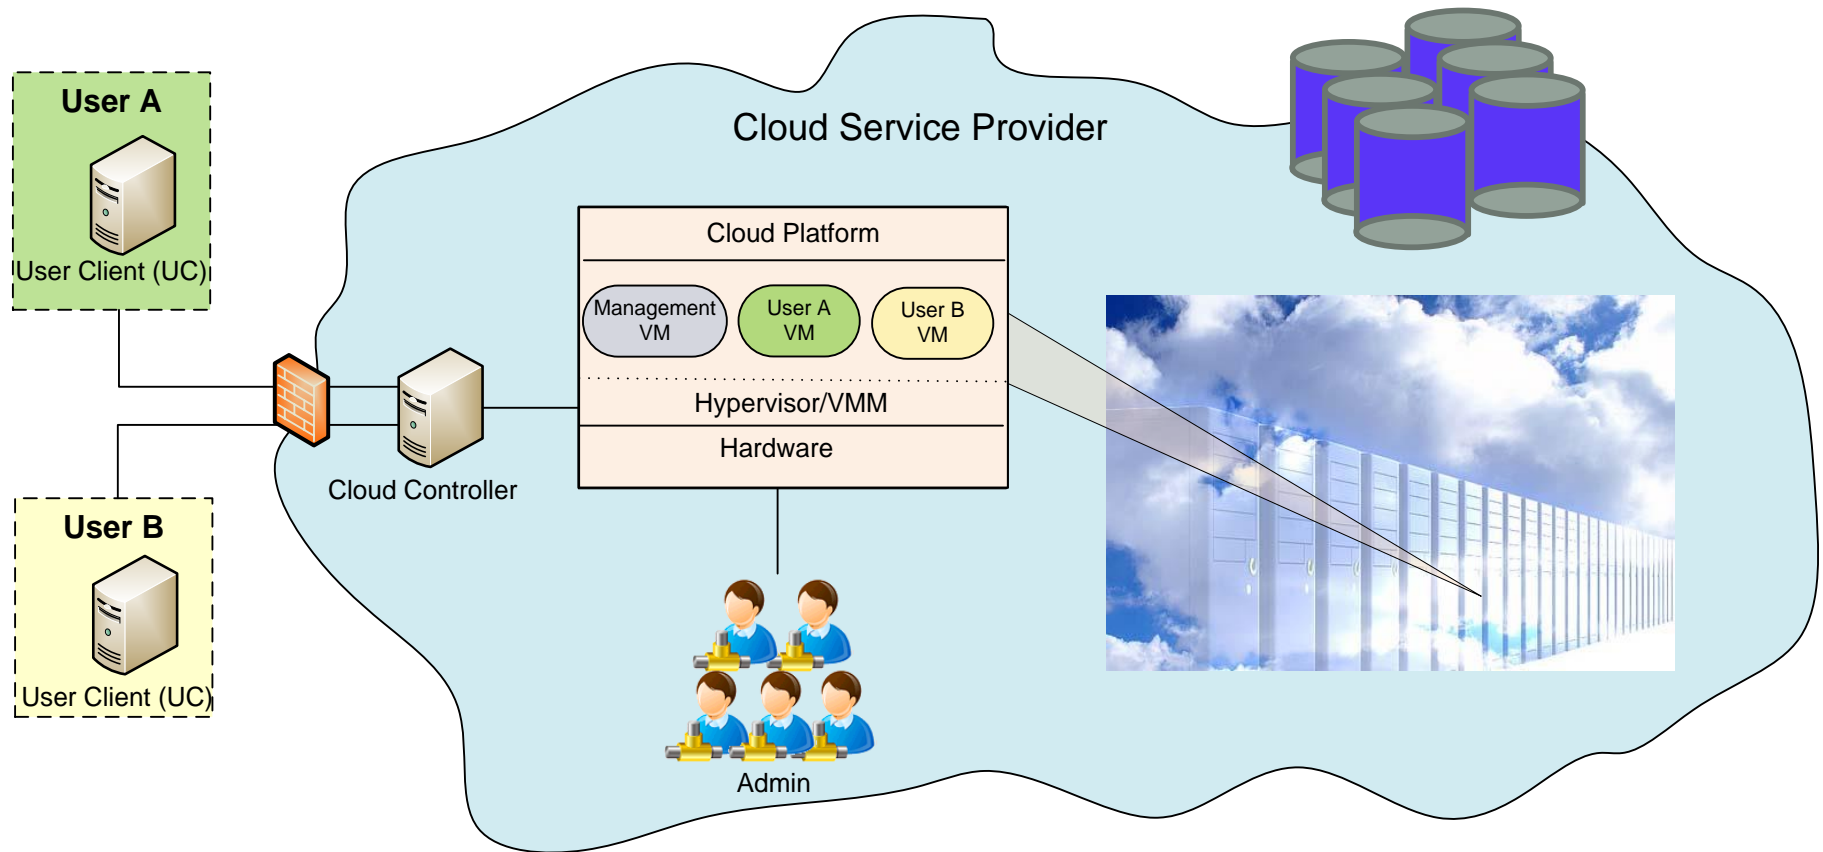 User A
User Client (UC)
User B
User Client (UC)
Cloud Service Provider
Cloud Controller
Cloud Platform
Management
VM
User A
VM
User B
VM
Hypervisor/VMM
Hardware
Admin